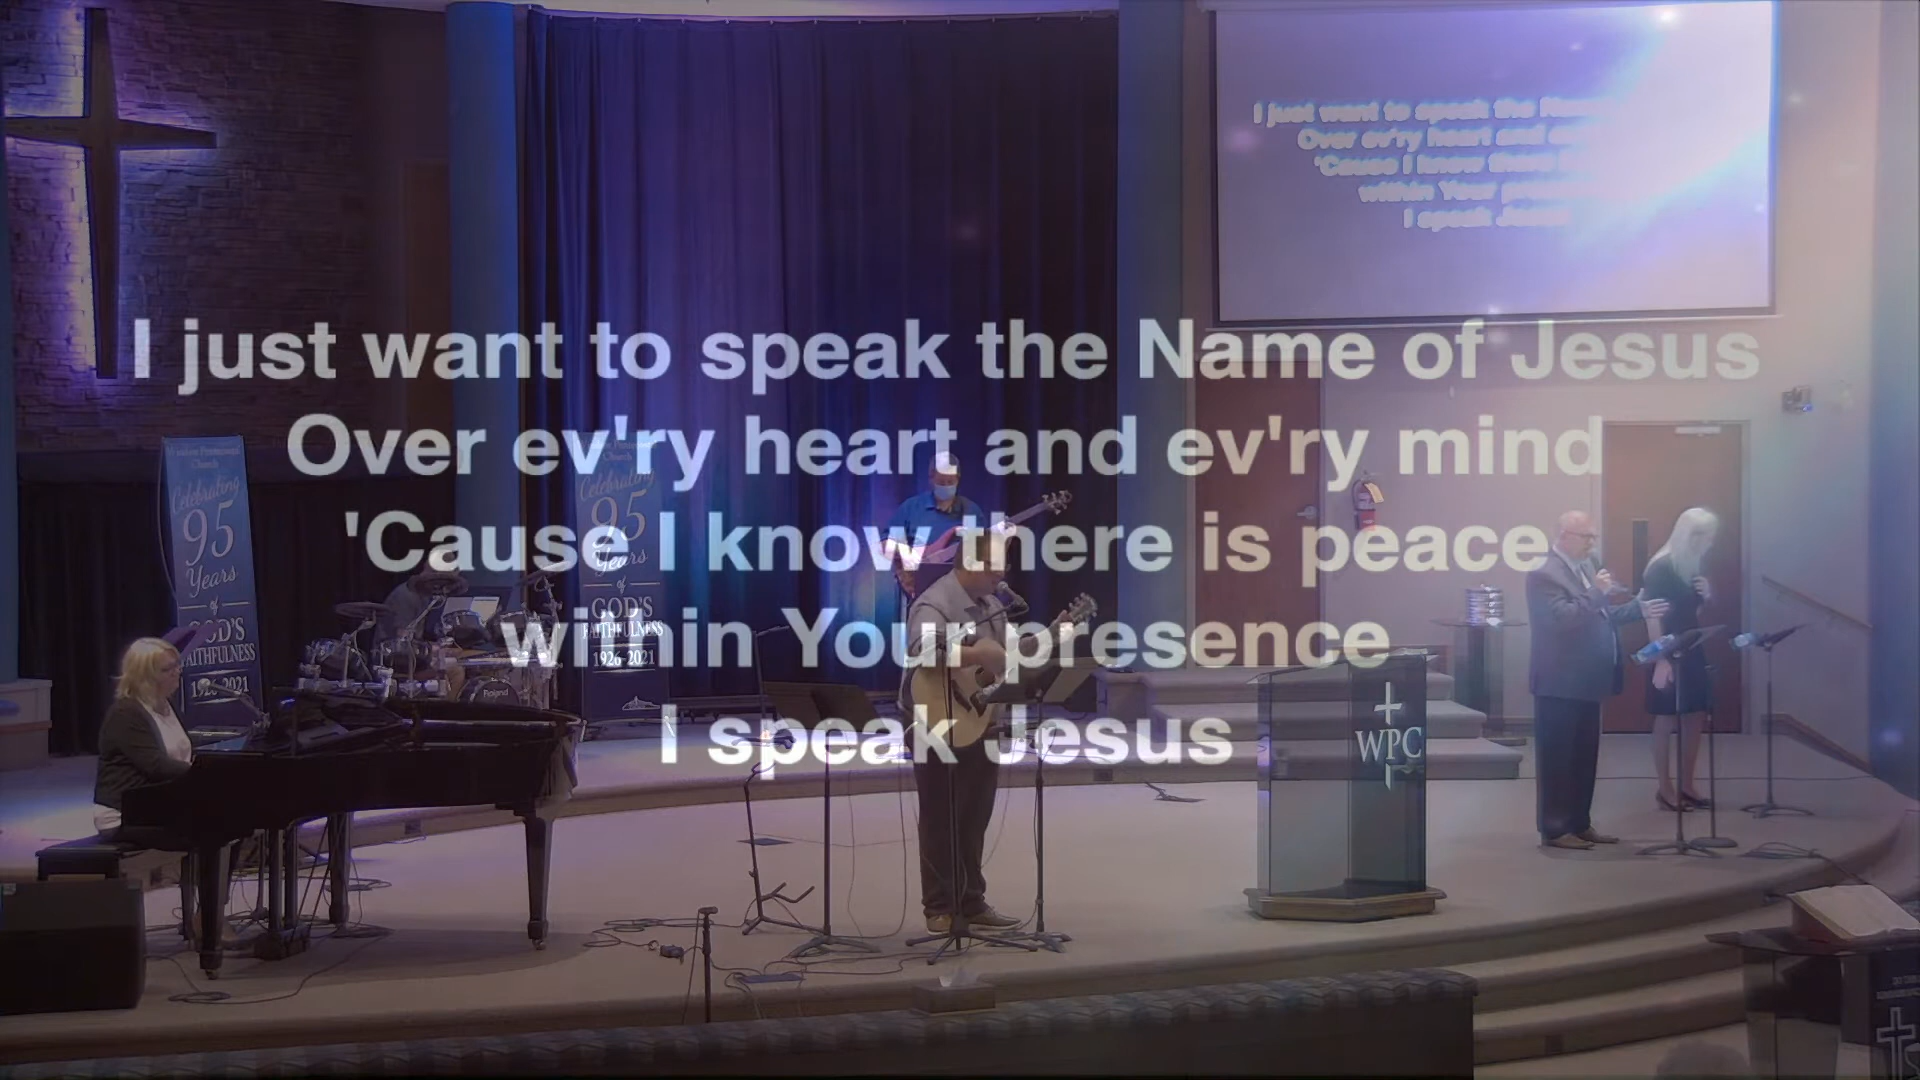 I just want to speak the
Over ev'ry heart and
'Cause I know
within Your
I speak Jesus
I just want to speak the Name of Jesus
Over ev'ry heart and ev'ry mind
'Cause I know there is peace
within Your presence
I speak Jesus
Church
Celebrating
95
Years
of
GOD'S
FAITHFULNESS
1926-2021
Celebrating
95
Years
of
GOD'S
FAITHFULNESS
1926-2021
Roland
WPC